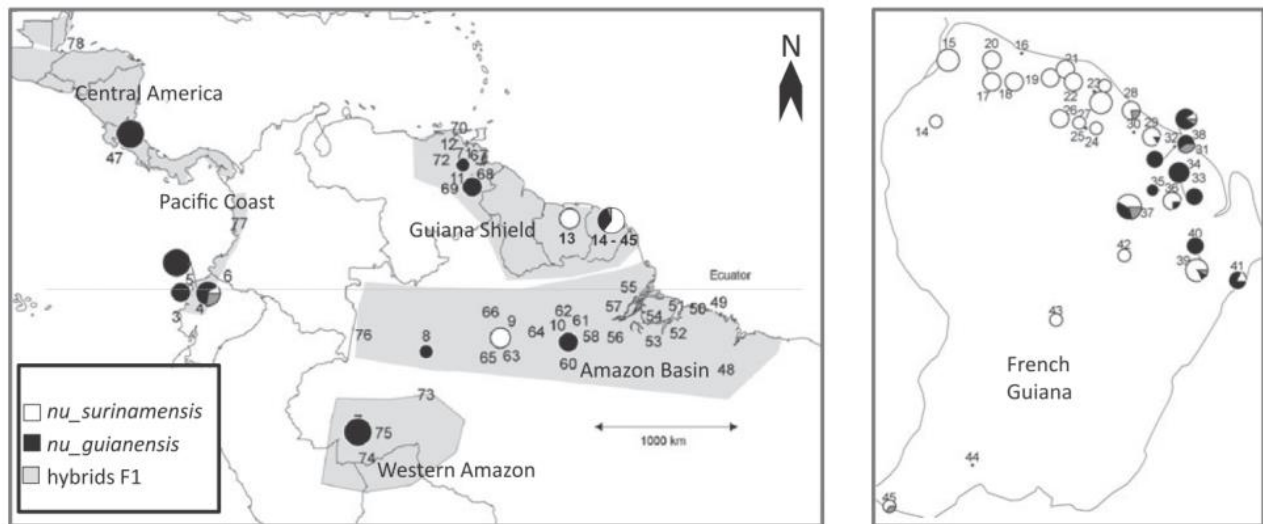 78
Central America
47
N
70
12
71 67
72
11 68
69
Pacific Coast
77
Guiana Shield
13
14 - 45
5 6
3 4
Ecuador
55
57 51 50 49
54
62
66 9 10 61
76 8 64 58 56 53 52
65 63 60
Amazon Basin 48
73
75
74
Western Amazon
1000 km
nu_surinamensis
nu_guianensis
hybrids F1
15 20 16
21
17 18 19 22 23
28
14 26 27 30 29
25 24
32 38
31
34
35 36 33
37
42 40
39 41
43
French
Guiana
44
45